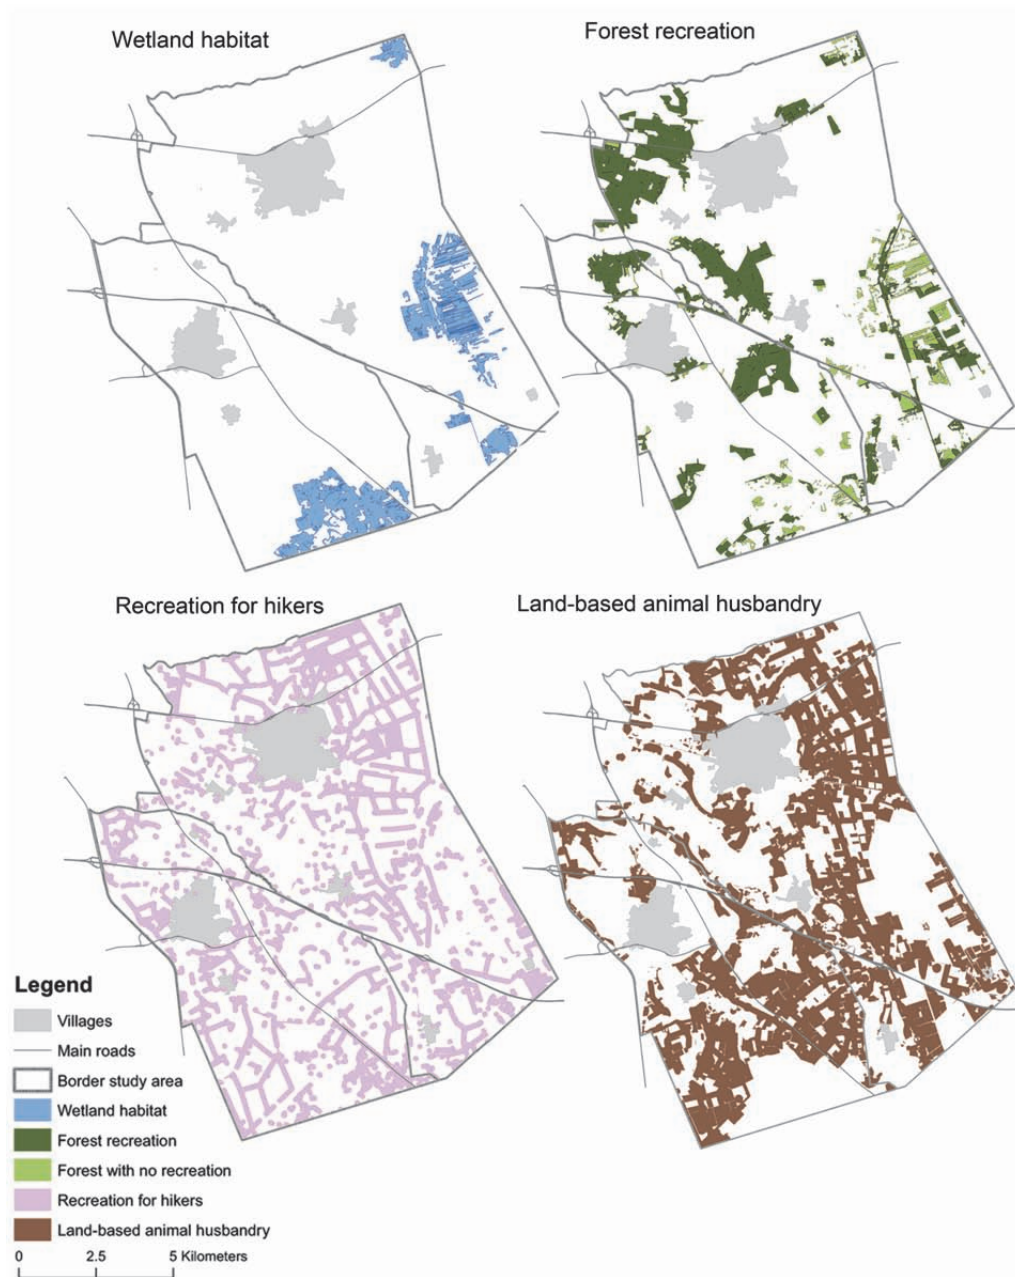 Wetland habitat
Forest recreation
Recreation for hikers
Land-based animal husbandry
Legend
Villages
Main roads
Border study area
Wetland habitat
Forest recreation
Forest with no recreation
Recreation for hikers
Land-based animal husbandry
0 2.5 5 Kilometers